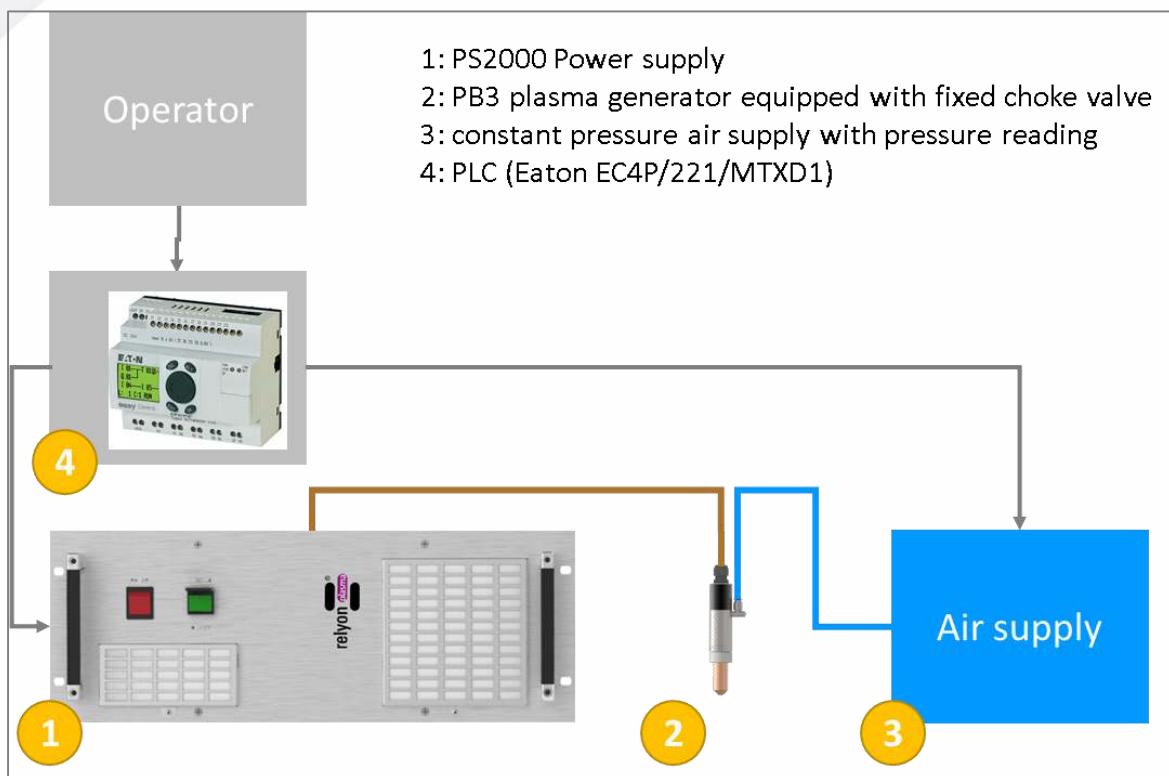 Operator
1: PS2000 Power supply
2: PB3 plasma generator equipped with fixed choke valve
3: constant pressure air supply with pressure reading
4: PLC (Eaton EC4P/221/MTXD1)
4
relyon plasma
Air supply
1
2
3